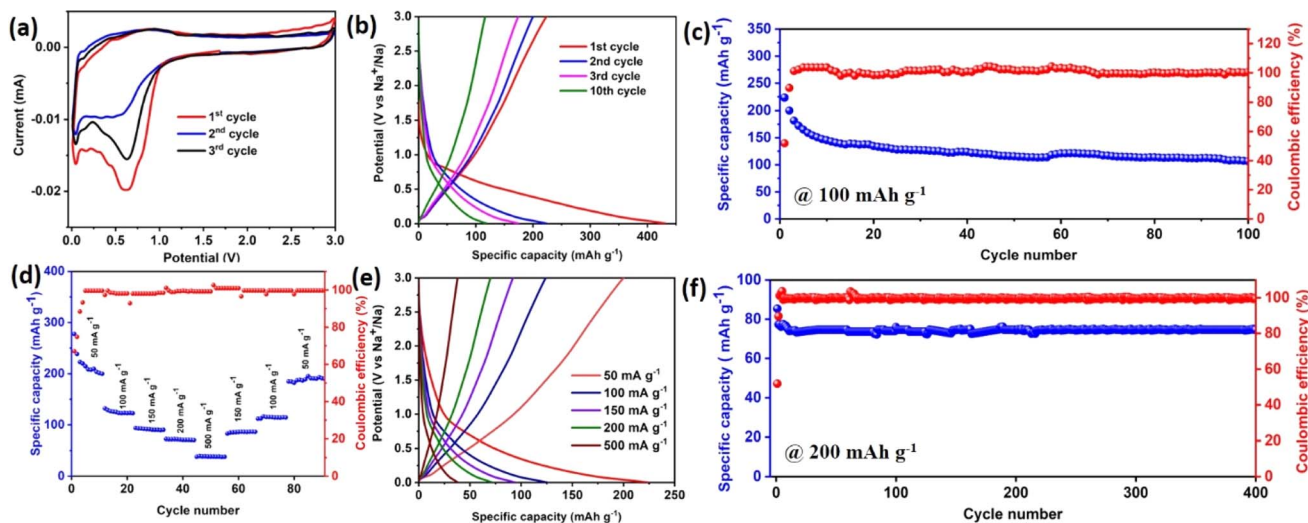 (a)
0.00
-0.01
-0.02
Current (mA)
1st cycle
2nd cycle
3rd cycle
0.0 0.5 1.0 1.5 2.0 2.5 3.0
Potential (V)
(b)
3.0
2.5
2.0
1.5
1.0
0.5
0.0
Potential (V vs Na+/Na)
1st cycle
2nd cycle
3rd cycle
10th cycle
0 100 200 300 400
Specific capacity (mAh g-1)
(c)
350
300
250
200
150
100
50
0
Specific capacity (mAh g-1)
@ 100 mAh g-1
120
100
80
60
40
20
0
Coulombic efficiency (%)
0 20 40 60 80 100
Cycle number
(d)
400
300
200
100
0
Specific capacity (mAh g-1)
50 mA g-1
100 mA g-1
150 mA g-1
200 mA g-1
500 mA g-1
150 mA g-1
100 mA g-1
50 mA g-1
100
80
60
40
20
0
Coulombic efficiency (%)
0 20 40 60 80
Cycle number
(e)
3.0
2.5
2.0
1.5
1.0
0.5
0.0
Potential (V vs Na+/Na)
50 mA g-1
100 mA g-1
150 mA g-1
200 mA g-1
500 mA g-1
0 50 100 150 200 250
Specific capacity (mAh g-1)
(f)
100
80
60
40
20
0
Specific capacity ( mAh g-1)
@ 200 mAh g-1
100
80
60
40
20
0
Coulombic efficiency (%)
0 100 200 300 400
Cycle number